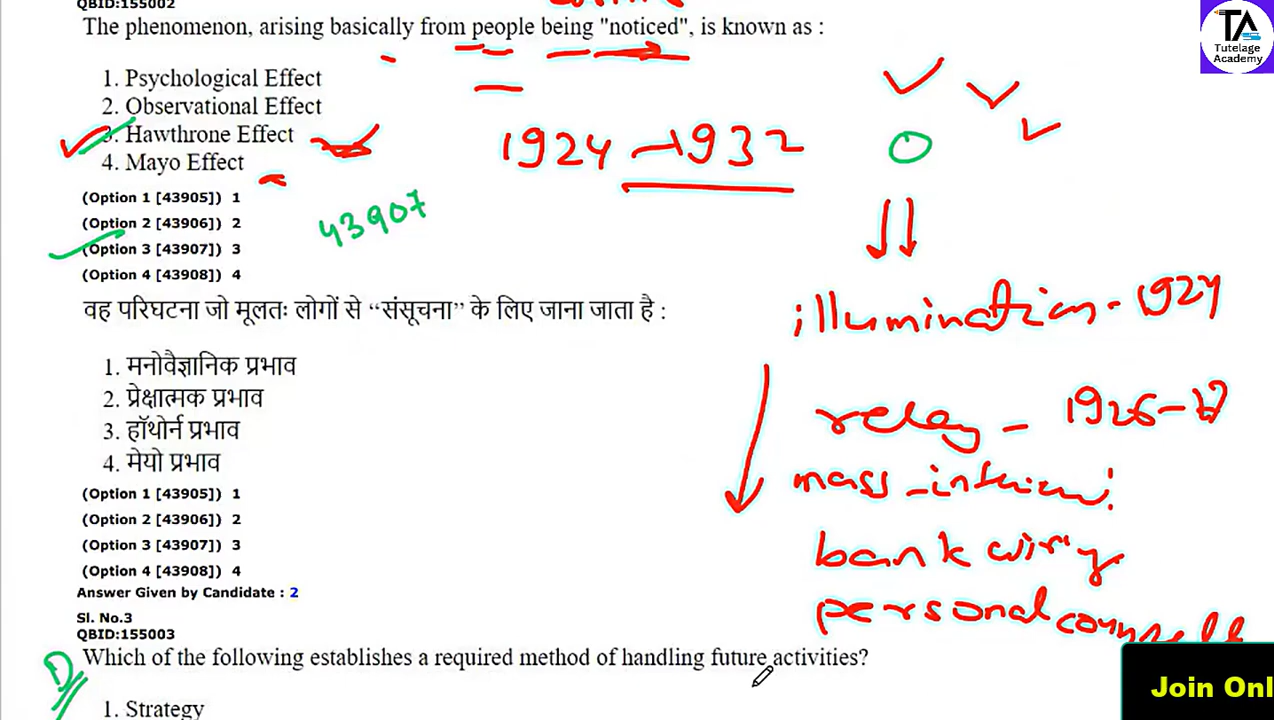 QBID:155002
The phenomenon, arising basically from people being "noticed", is known as :
1. Psychological Effect
2. Observational Effect
3. Hawthrone Effect
4. Mayo Effect
(Option 1 [43905]) 1
(Option 2 [43906]) 2
(Option 3 [43907]) 3
(Option 4 [43908]) 4
43907
1924 - 1932
TA
Tutelage
Academy
illumination - 1924
relay - 1926-
mass -
bank wiry
personal
वह परिघटना जो मूलतः लोगों से “संसूचना” के लिए जाना जाता है :
1. मनोवैज्ञानिक प्रभाव
2. प्रेक्षात्मक प्रभाव
3. हॉथोर्न प्रभाव
4. मेयो प्रभाव
(Option 1 [43905]) 1
(Option 2 [43906]) 2
(Option 3 [43907]) 3
(Option 4 [43908]) 4
Answer Given by Candidate : 2
Sl. No.3
QBID:155003
D
Which of the following establishes a required method of handling future activities?
1. Strategy
Join Onl